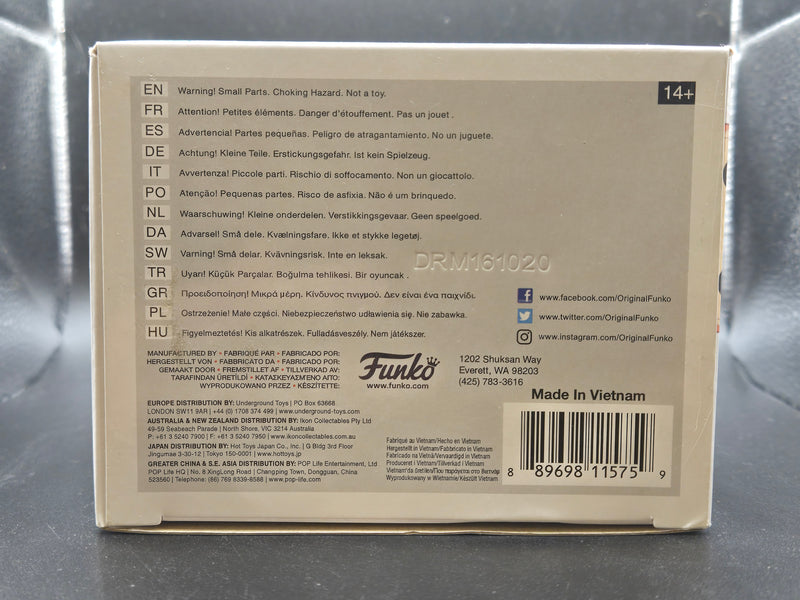 14+
EN Warning! Small Parts. Choking Hazard. Not a toy.
FR Attention! Petites éléments. Danger d'étouffement. Pas un jouet .
ES Advertencia! Partes pequeñas. Peligro de atragantamiento. No un juguete.
DE Achtung! Kleine Teile. Erstickungsgefahr. Ist kein Spielzeug.
IT Avvertenza! Piccole parti. Rischio di soffocamento. Non un giocattolo.
PO Atenção! Pequenas partes. Risco de asfixia. Não é um brinquedo.
NL Waarschuwing! Kleine onderdelen. Verstikkingsgevaar. Geen speelgoed.
DA Advarsel! Små dele. Kvælningsfare. Ikke et stykke legetøj.
SW Varning! Små delar. Kvävningsrisk. Inte en leksak.
DRM161020
TR Uyarı! Küçük Parçalar. Boğulma tehlikesi. Bir oyuncak .
GR Προειδοποίηση! Μικρά μέρη. Κίνδυνος πνιγμού. Δεν είναι ένα παιχνίδι.
PL Ostrzeżenie! Małe części. Niebezpieczeństwo udławienia się. Nie zabawka.
HU Figyelmeztetés! Kis alkatrészek. Fulladásveszély. Nem játékszer.
www.facebook.com/OriginalFunko
www.twitter.com/OriginalFunko
www.instagram.com/OriginalFunko
MANUFACTURED BY • FABRIQUÉ PAR • FABRICADO POR:
HERGESTELLT VON • FABBRICATO DA • FABRICADO POR:
GEMAAKT DOOR • FREMSTILLET AF • TILLVERKAD AV:
TARAFINDAN ÜRETİLDİ • ΚΑΤΑΣΚΕΥΑΣΜΕΝΟ ΑΠΟ:
WYPRODUKOWANO PRZEZ • KÉSZÍTETTE:
Funko
www.funko.com
1202 Shuksan Way
Everett, WA 98203
(425) 783-3616
Made In Vietnam
EUROPE DISTRIBUTION BY: Underground Toys | PO Box 63668
LONDON SW11 9AR | +44 (0) 1708 374 499 | www.underground-toys.com
AUSTRALIA & NEW ZEALAND DISTRIBUTION BY: Ikon Collectables Pty Ltd
49-59 Seabeach Parade | North Shore, VIC 3214 Australia
P: +61 3 5240 7900 | F: +61 3 5240 7950 | www.ikoncollectables.com.au
JAPAN DISTRIBUTION BY: Hot Toys Japan Co., Inc. | G Bldg 3rd Floor
Jingumae 3-30-12 | Tokyo 150-0001 | www.hottoys.jp
GREATER CHINA & S.E. ASIA DISTRIBUTION BY: POP Life Entertainment, Ltd
POP Life HQ | No. 8 XingLong Road | Changping Town, Dongguan, China
523560 | Telephone: (86) 769 8339-8588 | www.pop-life.com
Fabriqué au Vietnam/Hecho en Vietnam
Hergestellt in Vietnam/Fabbricato in Vietnam
Fabricado na Vietnã/Vervaardigd in Vietnam
Produceret i Vietnam/Tillverkad i Vietnam
Wyprodukowany w Wietnamie/Készült Vietnam
8 89698 11575 9